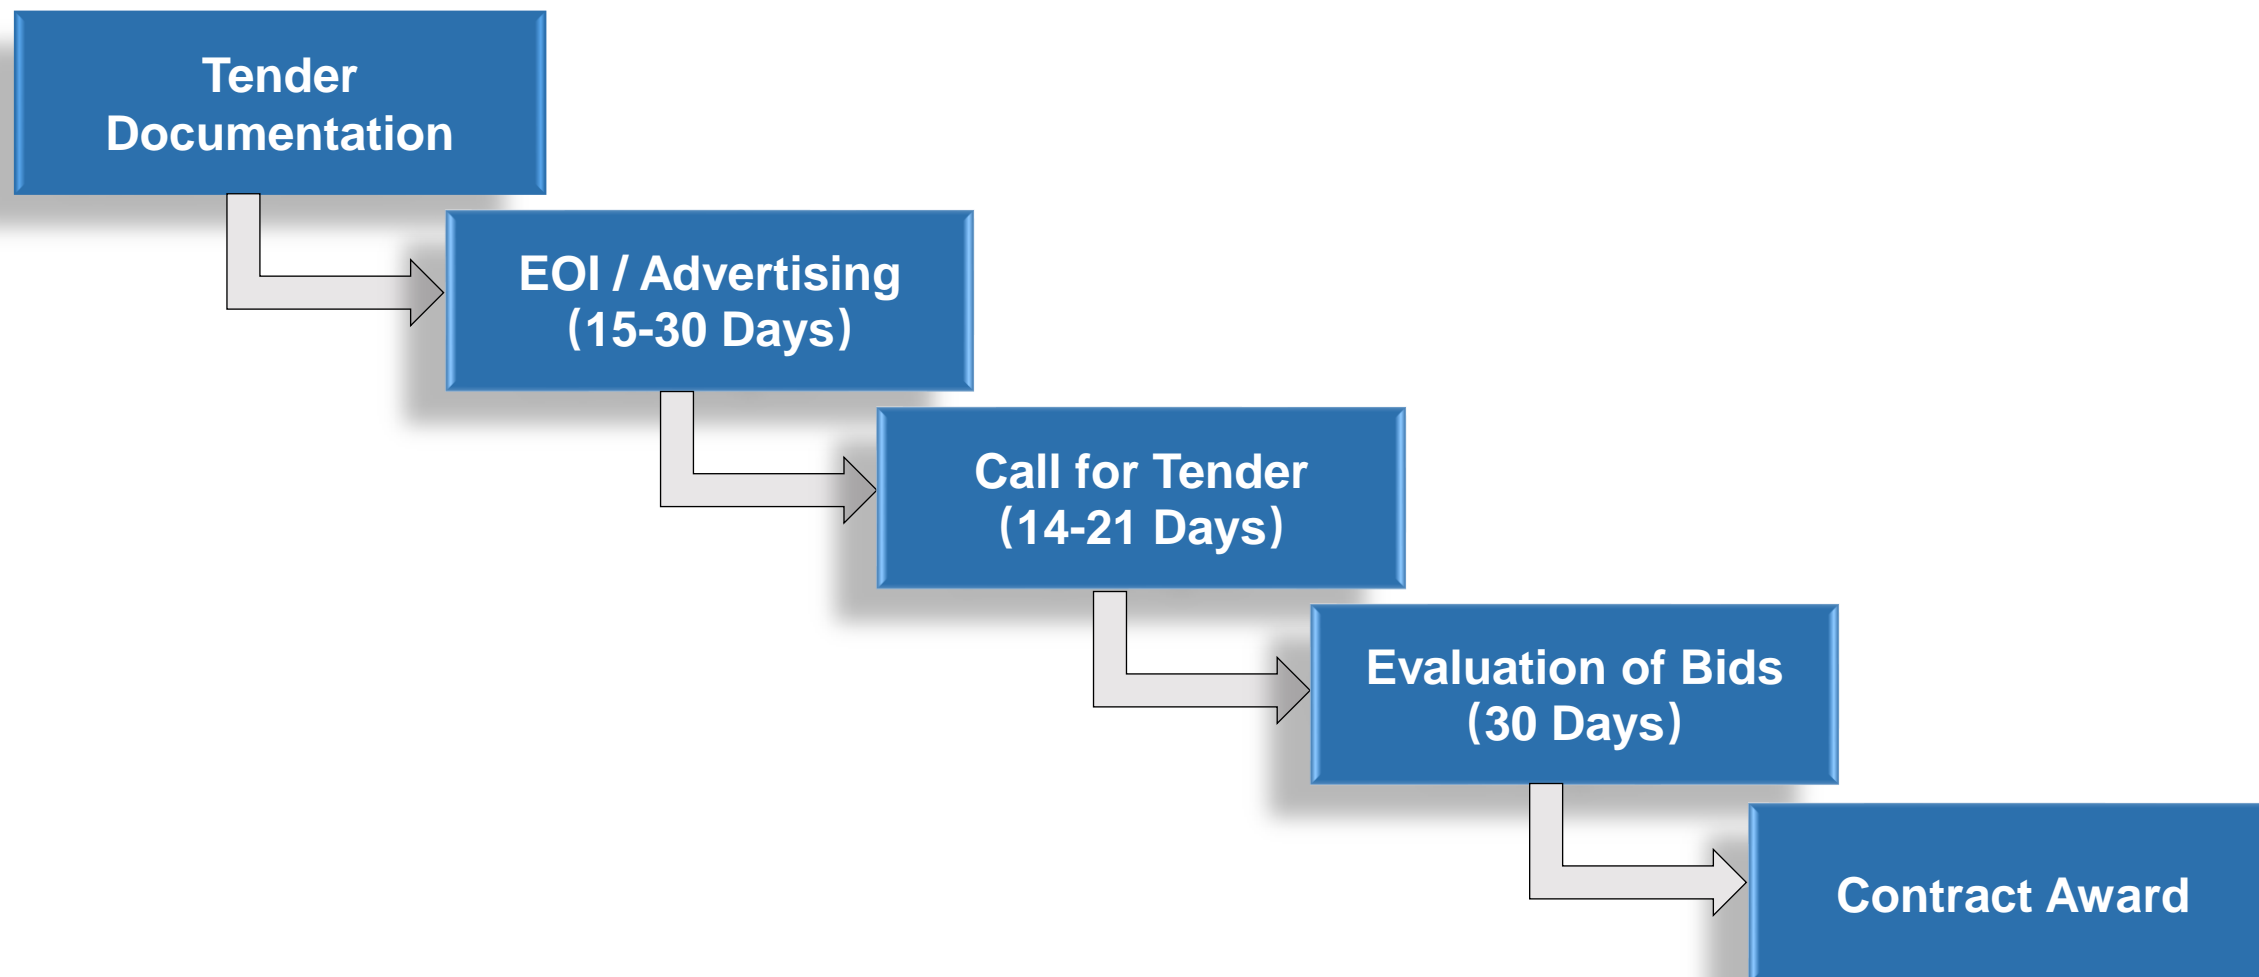 Tender
Documentation
EOI / Advertising
(15-30 Days)
Call for Tender
(14-21 Days)
Evaluation of Bids
(30 Days)
Contract Award